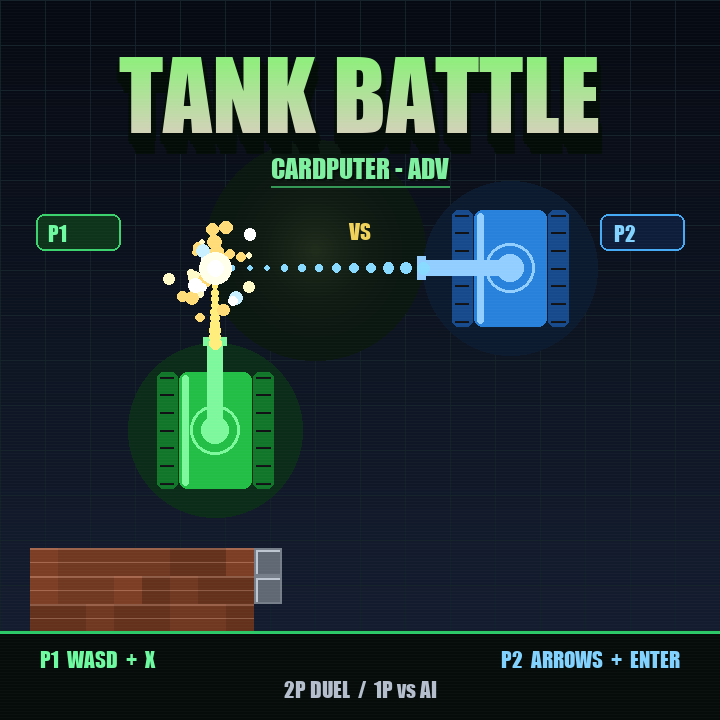 TANK BATTLE
CARDPUTER - ADV
P1
VS
P2
P1 WASD + X
P2 ARROWS + ENTER
2P DUEL / 1P vs AI